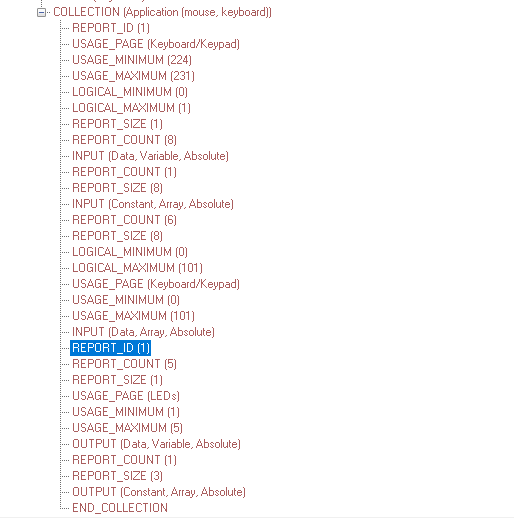 COLLECTION (Application (mouse, keyboard))
REPORT_ID (1)
USAGE_PAGE (Keyboard/Keypad)
USAGE_MINIMUM (224)
USAGE_MAXIMUM (231)
LOGICAL_MINIMUM (0)
LOGICAL_MAXIMUM (1)
REPORT_SIZE (1)
REPORT_COUNT (8)
INPUT (Data, Variable, Absolute)
REPORT_COUNT (1)
REPORT_SIZE (8)
INPUT (Constant, Array, Absolute)
REPORT_COUNT (6)
REPORT_SIZE (8)
LOGICAL_MINIMUM (0)
LOGICAL_MAXIMUM (101)
USAGE_PAGE (Keyboard/Keypad)
USAGE_MINIMUM (0)
USAGE_MAXIMUM (101)
INPUT (Data, Array, Absolute)
REPORT_ID (1)
REPORT_COUNT (5)
REPORT_SIZE (1)
USAGE_PAGE (LEDs)
USAGE_MINIMUM (1)
USAGE_MAXIMUM (5)
OUTPUT (Data, Variable, Absolute)
REPORT_COUNT (1)
REPORT_SIZE (3)
OUTPUT (Constant, Array, Absolute)
END_COLLECTION